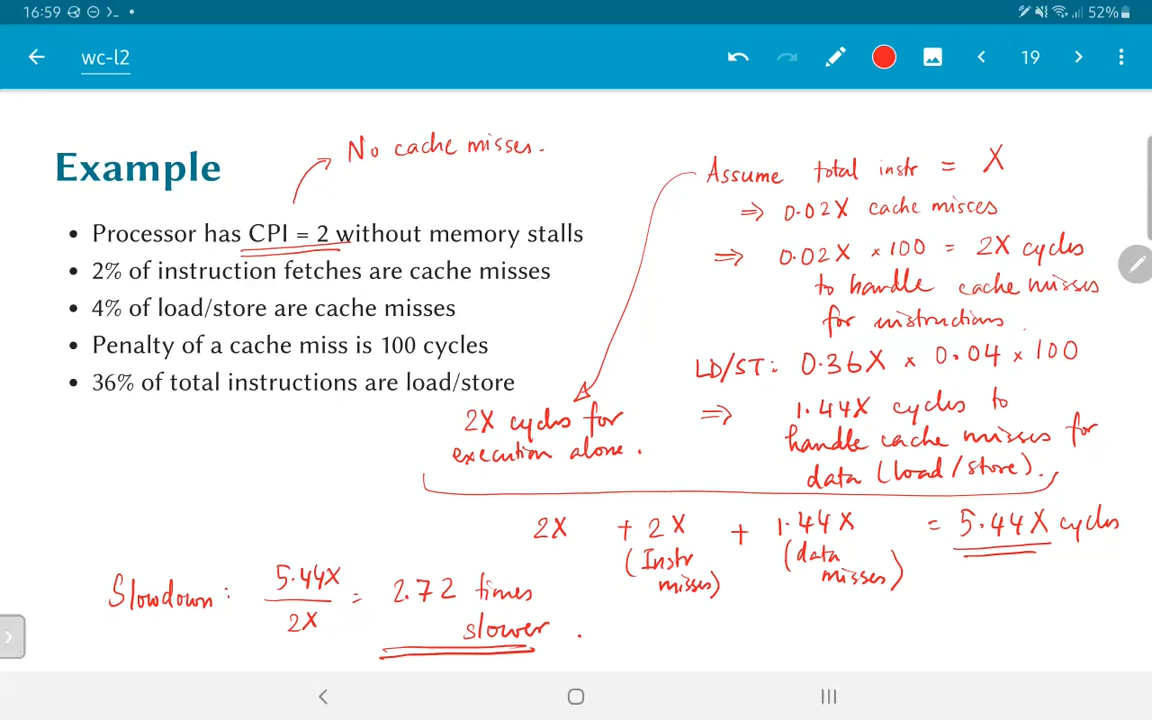 16:59 52%
wc-l2 19
Example
No cache misses.
• Processor has CPI = 2 without memory stalls
• 2% of instruction fetches are cache misses
• 4% of load/store are cache misses
• Penalty of a cache miss is 100 cycles
• 36% of total instructions are load/store
Assume total instr = X
⇒ 0.02X cache misses
⇒ 0.02X × 100 = 2X cycles
to handle cache misses
for instructions.
LD/ST: 0.36X × 0.04 × 100
⇒ 1.44X cycles to
handle cache misses for
data (load/store).
2X cycles for
execution alone.
2X + 2X + 1.44X = 5.44X cycles
(Instr misses)
(data misses)
Slowdown: 5.44X / 2X = 2.72 times
slower.